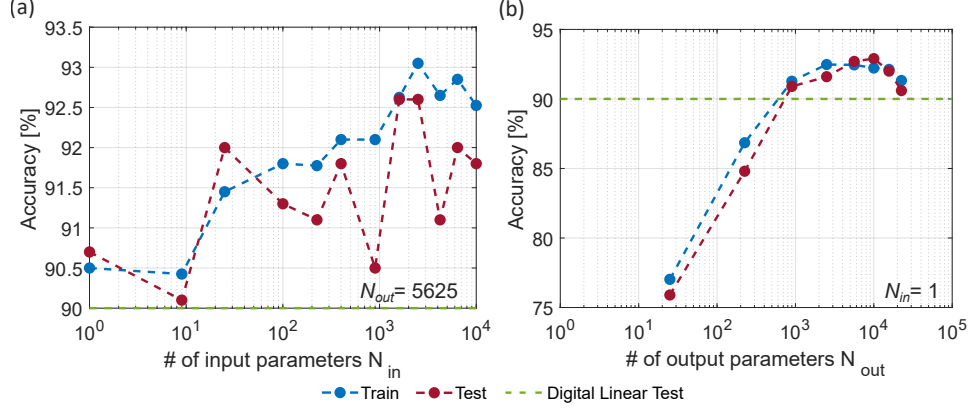 (a)
93.5
93
92.5
92
91.5
91
90.5
90
Accuracy [%]
N_out= 5625
10^0 10^1 10^2 10^3 10^4
# of input parameters N_in
(b)
95
90
85
80
75
Accuracy [%]
N_in= 1
10^0 10^1 10^2 10^3 10^4 10^5
# of output parameters N_out
Train Test Digital Linear Test